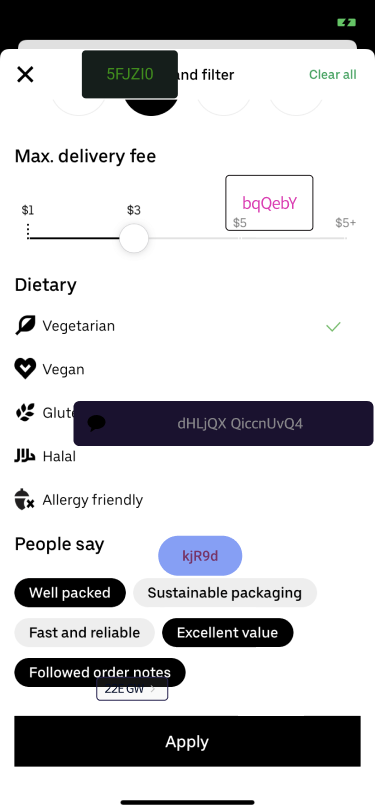 5FJZI0 and filter Clear all
Max. delivery fee
bqQebY
$1 $3 $5 $5+
Dietary
Vegetarian
Vegan
dHLjQX QiccnUvQ4
Halal
Allergy friendly
People say
kjR9d
Well packed Sustainable packaging
Fast and reliable Excellent value
Followed order notes
22EGW
Apply